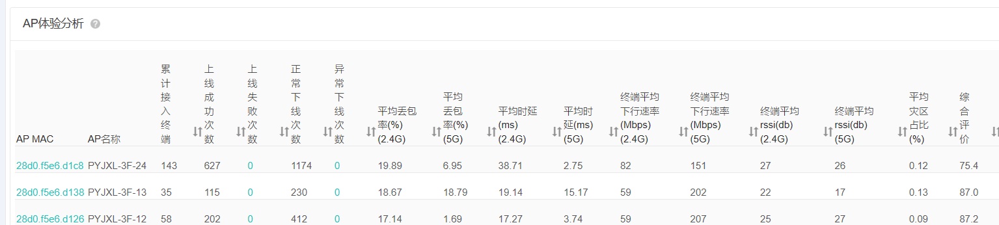 AP体验分析
AP MAC
AP名称
累计接入终端
上线成功次数
上线失败次数
正常下线次数
异常下线次数
平均丢包
率(%)
(2.4G)
平均
丢包
率(%)
(5G)
平均时延
(ms)
(2.4G)
平均时
延(ms)
(5G)
终端平均
下行速率
(Mbps)
(2.4G)
终端平均
下行速率
(Mbps)
(5G)
终端平均
rssi(db)
(2.4G)
终端平均
rssi(db)
(5G)
平均
灾区
占比
(%)
综合评价
28d0.f5e6.d1c8 PYJXL-3F-24 143 627 0 1174 0 19.89 6.95 38.71 2.75 82 151 27 26 0.12 75.4
28d0.f5e6.d138 PYJXL-3F-13 35 115 0 230 0 18.67 18.79 19.14 15.17 59 202 22 17 0.13 87.0
28d0.f5e6.d126 PYJXL-3F-12 58 202 0 412 0 17.14 1.69 17.27 3.74 59 207 25 27 0.09 87.2